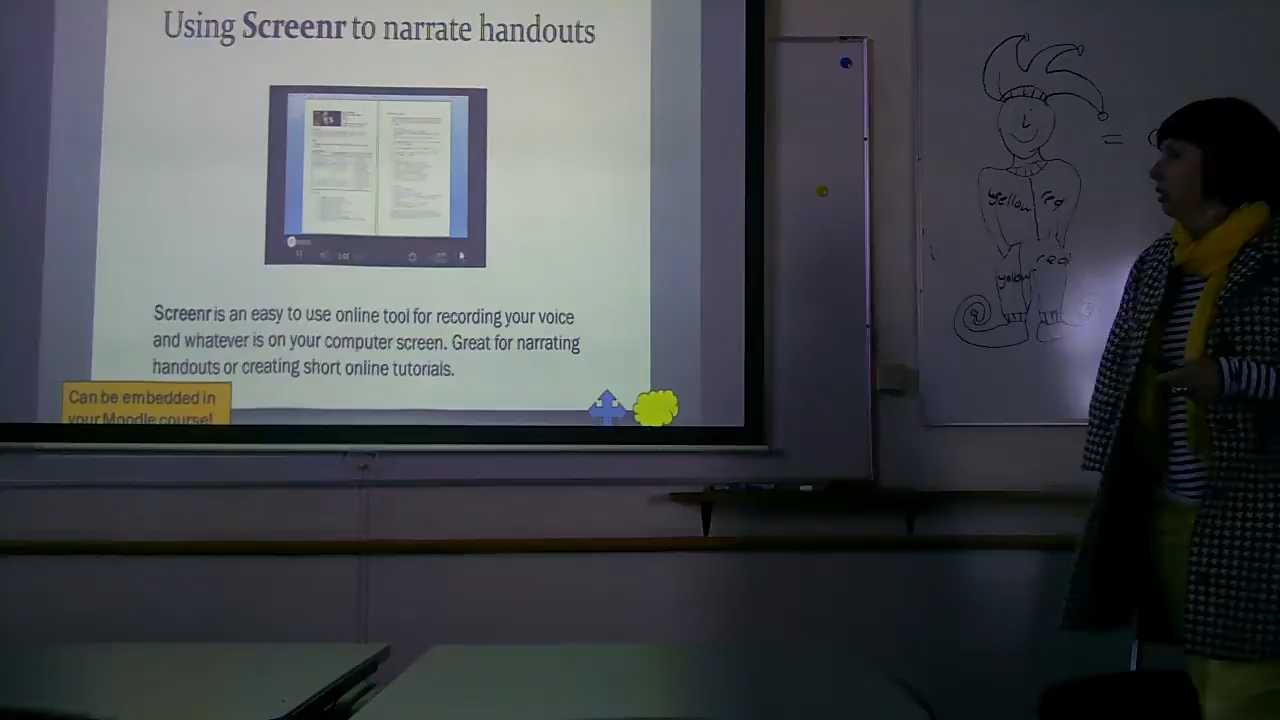 Using Screenr to narrate handouts
Screenr is an easy to use online tool for recording your voice
and whatever is on your computer screen. Great for narrating
handouts or creating short online tutorials.
Can be embedded in
your Moodle course!
=
yellow red
yellow red